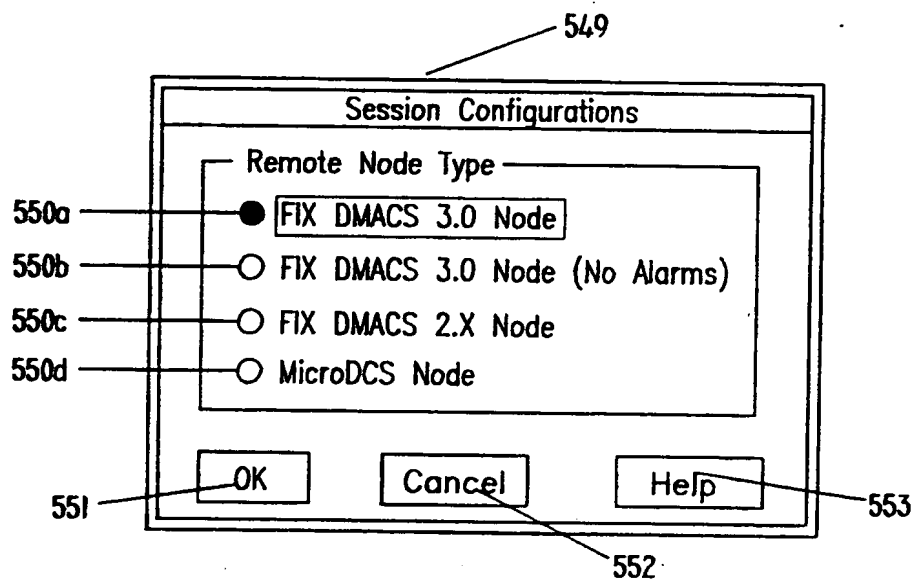 549
Session Configurations
Remote Node Type
550a FIX DMACS 3.0 Node
550b FIX DMACS 3.0 Node (No Alarms)
550c FIX DMACS 2.X Node
550d MicroDCS Node
OK Cancel Help
551 552 553